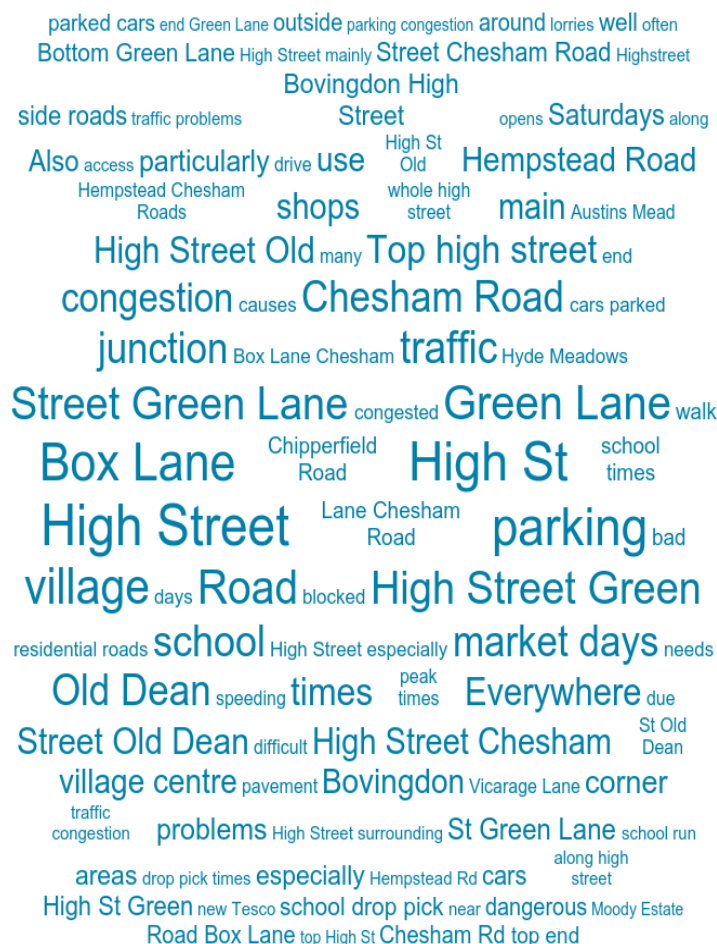 parked cars end Green Lane outside parking congestion around lorries well often
Bottom Green Lane High Street mainly Street Chesham Road Highstreet
Bovingdon High
side roads traffic problems Street opens Saturdays along
Also access particularly drive use High St Old Hempstead Road
Hempstead Chesham Roads shops whole high street main Austins Mead
High Street Old many Top high street end
congestion causes Chesham Road cars parked
junction Box Lane Chesham traffic Hyde Meadows
Street Green Lane congested Green Lane walk
Box Lane Chipperfield Road High St school times
High Street Lane Chesham Road parking bad
village days Road blocked High Street Green
residential roads school High Street especially market days needs
Old Dean speeding times peak times Everywhere due
Street Old Dean difficult High Street Chesham St Old Dean
village centre pavement Bovingdon Vicarage Lane corner
traffic congestion problems High Street surrounding St Green Lane school run
areas drop pick times especially Hempstead Rd cars along high street
High St Green new Tesco school drop pick near dangerous Moody Estate
Road Box Lane top High St Chesham Rd top end